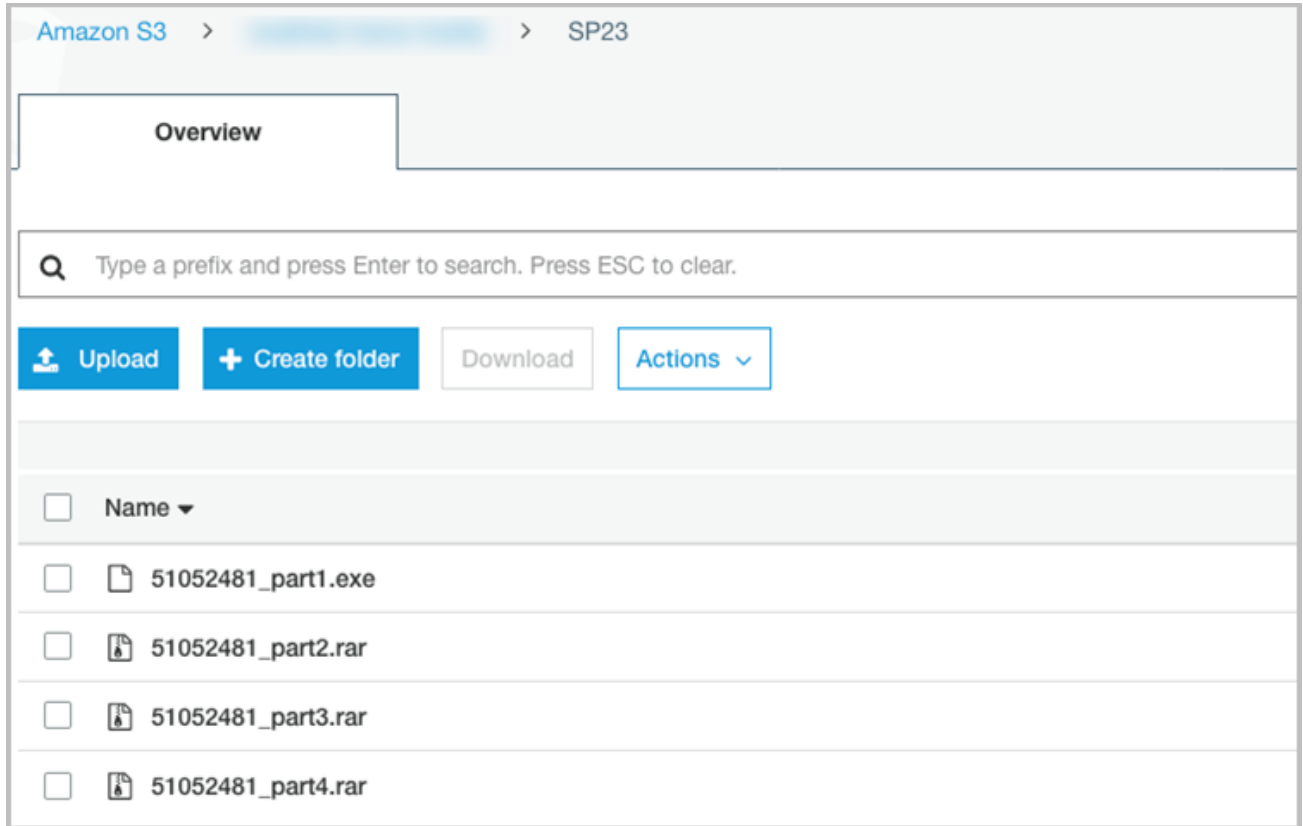 Amazon S3 > > SP23
Overview
Type a prefix and press Enter to search. Press ESC to clear.
Upload + Create folder Download Actions
Name
51052481_part1.exe
51052481_part2.rar
51052481_part3.rar
51052481_part4.rar